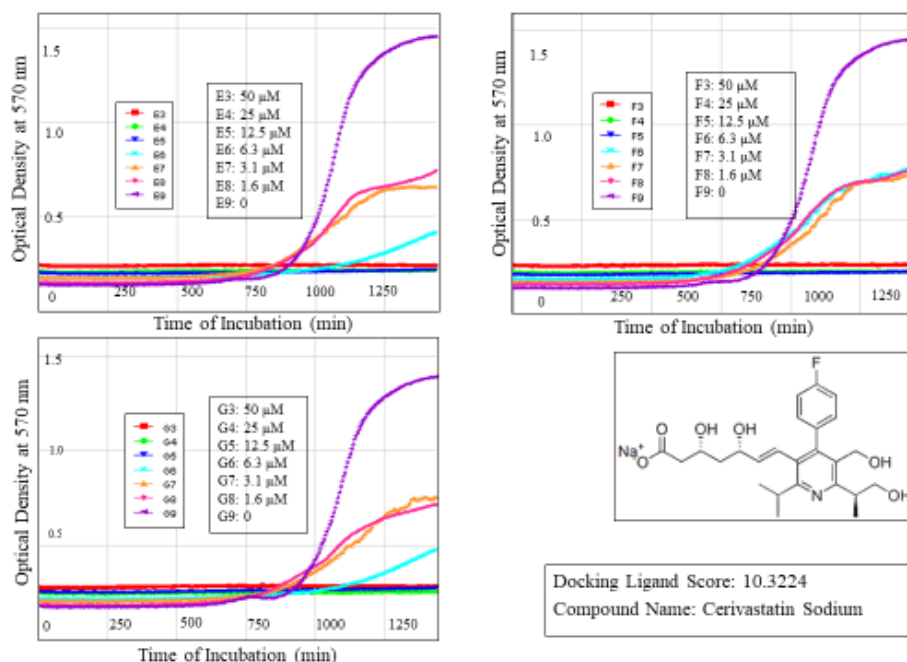 Optical Density at 570 nm
1.5
1.0
0.5
E3
E4
E5
E6
E7
E8
E9
E3: 50 µM
E4: 25 µM
E5: 12.5 µM
E6: 6.3 µM
E7: 3.1 µM
E8: 1.6 µM
E9: 0
0 250 500 750 1000 1250
Time of Incubation (min)
Optical Density at 570 nm
1.5
1.0
0.5
F3
F4
F5
F6
F7
F8
F9
F3: 50 µM
F4: 25 µM
F5: 12.5 µM
F6: 6.3 µM
F7: 3.1 µM
F8: 1.6 µM
F9: 0
0 250 500 750 1000 1250
Time of Incubation (min)
Optical Density at 570 nm
1.5
1.0
0.5
G3
G4
G5
G6
G7
G8
G9
G3: 50 µM
G4: 25 µM
G5: 12.5 µM
G6: 6.3 µM
G7: 3.1 µM
G8: 1.6 µM
G9: 0
0 250 500 750 1000 1250
Time of Incubation (min)
F
O OH OH
Na⁺
⁻O
OH
N
OH
Docking Ligand Score: 10.3224
Compound Name: Cerivastatin Sodium